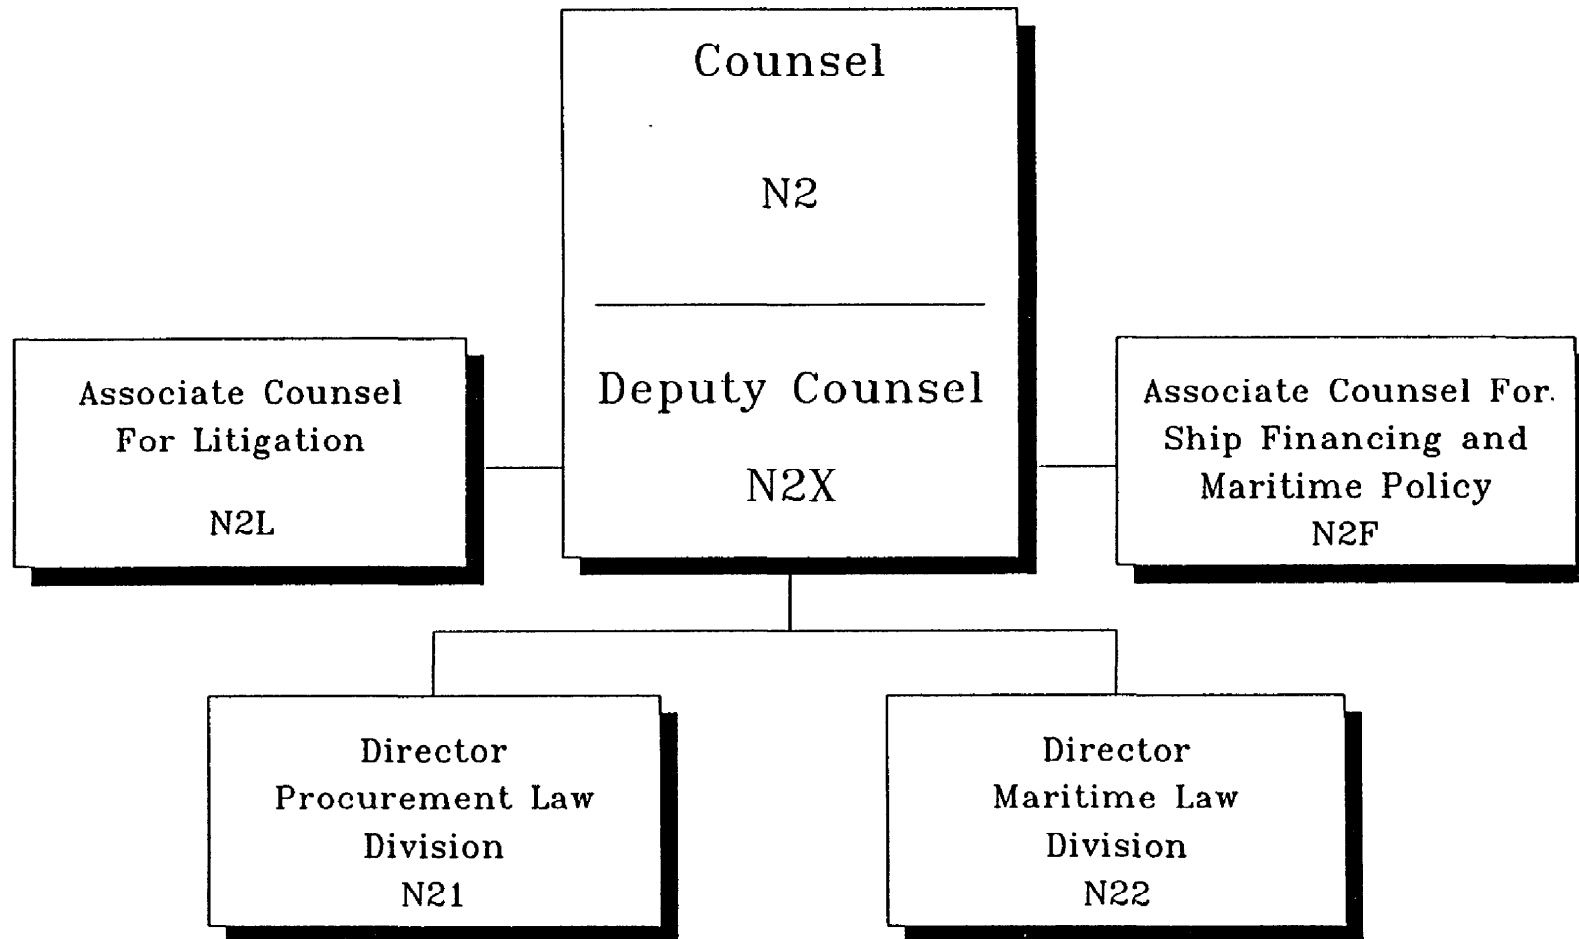 Counsel
N2
Deputy Counsel
N2X
Associate Counsel
For Litigation
N2L
Associate Counsel For
Ship Financing and
Maritime Policy
N2F
Director
Procurement Law
Division
N21
Director
Maritime Law
Division
N22